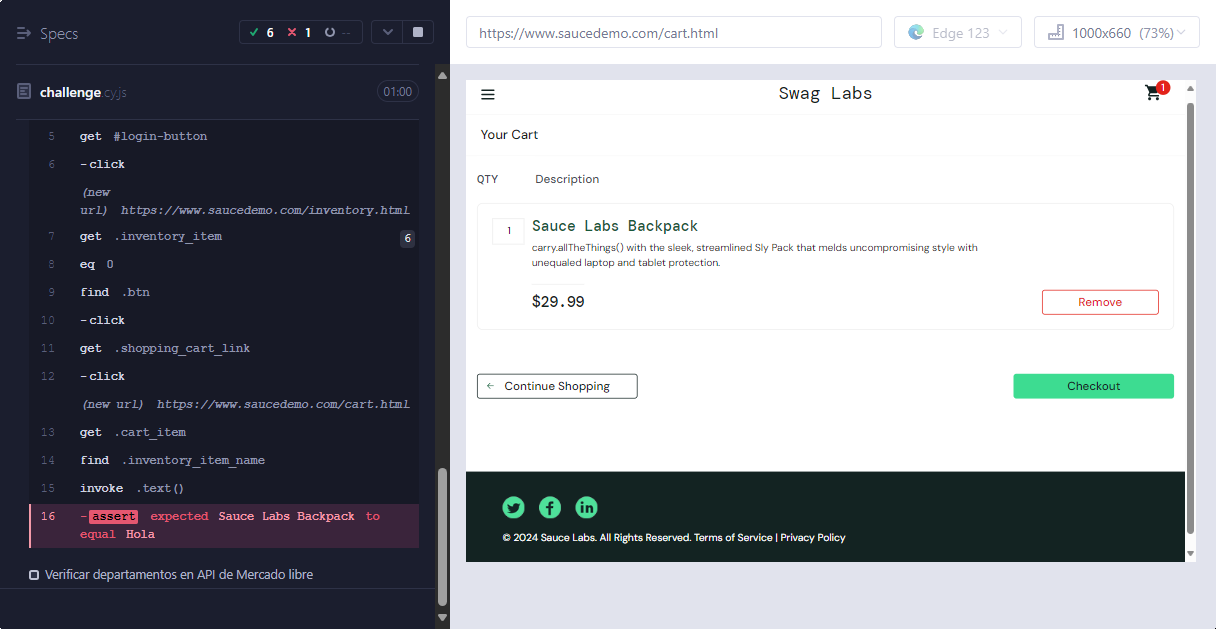 Specs
6
1
--
challenge.cy.js
01:00
5 get #login-button
6 -click
(new
url) https://www.saucedemo.com/inventory.html
7 get .inventory_item 6
8 eq 0
9 find .btn
10 -click
11 get .shopping_cart_link
12 -click
(new url) https://www.saucedemo.com/cart.html
13 get .cart_item
14 find .inventory_item_name
15 invoke .text()
16 -assert expected Sauce Labs Backpack to
equal Hola
Verificar departamentos en API de Mercado libre
https://www.saucedemo.com/cart.html
Edge 123
1000x660 (73%)
Swag Labs
1
Your Cart
QTY Description
1
Sauce Labs Backpack
carry.allTheThings() with the sleek, streamlined Sly Pack that melds uncompromising style with
unequaled laptop and tablet protection.
$29.99
Remove
← Continue Shopping
Checkout
© 2024 Sauce Labs. All Rights Reserved. Terms of Service | Privacy Policy